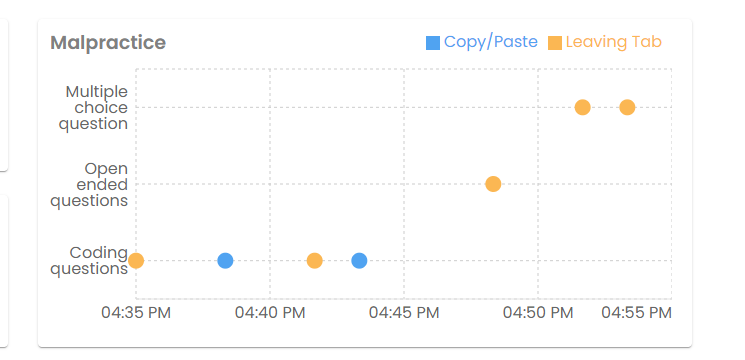 Malpractice
Copy/Paste
Leaving Tab
Multiple
choice
question
Open
ended
questions
Coding
questions
04:35 PM
04:40 PM
04:45 PM
04:50 PM
04:55 PM